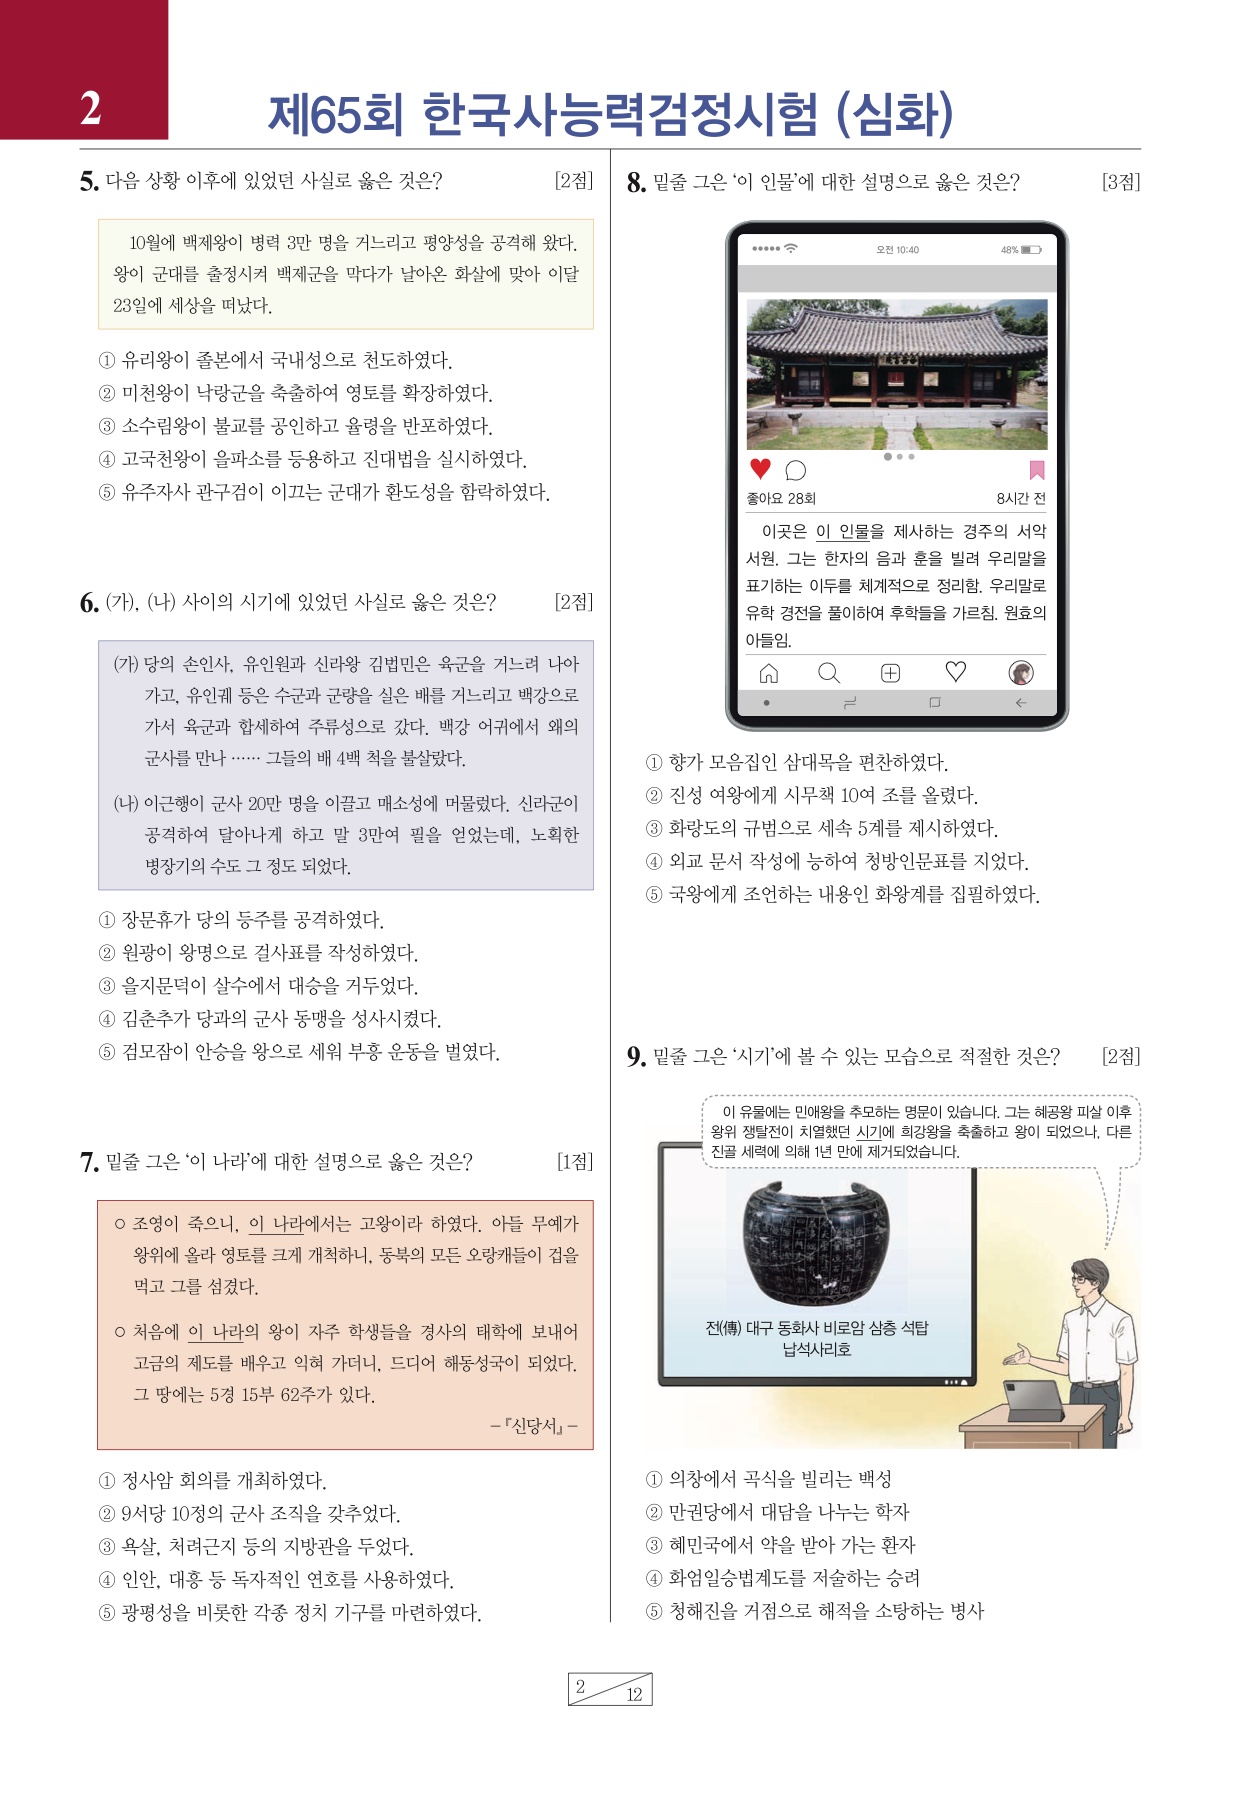 2
제65회 한국사능력검정시험 (심화)
5. 다음 상황 이후에 있었던 사실로 옳은 것은? [2점]
10월에 백제왕이 병력 3만 명을 거느리고 평양성을 공격해 왔다.
왕이 군대를 출정시켜 백제군을 막다가 날아온 화살에 맞아 이달
23일에 세상을 떠났다.
① 유리왕이 졸본에서 국내성으로 천도하였다.
② 미천왕이 낙랑군을 축출하여 영토를 확장하였다.
③ 소수림왕이 불교를 공인하고 율령을 반포하였다.
④ 고국천왕이 을파소를 등용하고 진대법을 실시하였다.
⑤ 유주자사 관구검이 이끄는 군대가 환도성을 함락하였다.
6. (가), (나) 사이의 시기에 있었던 사실로 옳은 것은? [2점]
(가) 당의 손인사, 유인원과 신라왕 김법민은 육군을 거느려 나아
가고, 유인궤 등은 수군과 군량을 실은 배를 거느리고 백강으로
가서 육군과 합세하여 주류성으로 갔다. 백강 어귀에서 왜의
군사를 만나 …… 그들의 배 4백 척을 불살랐다.
(나) 이근행이 군사 20만 명을 이끌고 매소성에 머물렀다. 신라군이
공격하여 달아나게 하고 말 3만여 필을 얻었는데, 노획한
병장기의 수도 그 정도 되었다.
① 장문휴가 당의 등주를 공격하였다.
② 원광이 왕명으로 걸사표를 작성하였다.
③ 을지문덕이 살수에서 대승을 거두었다.
④ 김춘추가 당과의 군사 동맹을 성사시켰다.
⑤ 검모잠이 안승을 왕으로 세워 부흥 운동을 벌였다.
7. 밑줄 그은 ‘이 나라’에 대한 설명으로 옳은 것은? [1점]
○ 조영이 죽으니, 이 나라에서는 고왕이라 하였다. 아들 무예가
왕위에 올라 영토를 크게 개척하니, 동북의 모든 오랑캐들이 겁을
먹고 그를 섬겼다.
○ 처음에 이 나라의 왕이 자주 학생들을 경사의 태학에 보내어
고금의 제도를 배우고 익혀 가더니, 드디어 해동성국이 되었다.
그 땅에는 5경 15부 62주가 있다.
- 『신당서』 -
① 정사암 회의를 개최하였다.
② 9서당 10정의 군사 조직을 갖추었다.
③ 욕살, 처려근지 등의 지방관을 두었다.
④ 인안, 대흥 등 독자적인 연호를 사용하였다.
⑤ 광평성을 비롯한 각종 정치 기구를 마련하였다.
8. 밑줄 그은 ‘이 인물’에 대한 설명으로 옳은 것은? [3점]
오전 10:40 48%
좋아요 28회 8시간 전
이곳은 이 인물을 제사하는 경주의 서악
서원. 그는 한자의 음과 훈을 빌려 우리말을
표기하는 이두를 체계적으로 정리함. 우리말로
유학 경전을 풀이하여 후학들을 가르침. 원효의
아들임.
① 향가 모음집인 삼대목을 편찬하였다.
② 진성 여왕에게 시무책 10여 조를 올렸다.
③ 화랑도의 규범으로 세속 5계를 제시하였다.
④ 외교 문서 작성에 능하여 청방인문표를 지었다.
⑤ 국왕에게 조언하는 내용인 화왕계를 집필하였다.
9. 밑줄 그은 ‘시기’에 볼 수 있는 모습으로 적절한 것은? [2점]
이 유물에는 민애왕을 추모하는 명문이 있습니다. 그는 혜공왕 피살 이후
왕위 쟁탈전이 치열했던 시기에 희강왕을 축출하고 왕이 되었으나, 다른
진골 세력에 의해 1년 만에 제거되었습니다.
전(傳) 대구 동화사 비로암 삼층 석탑
납석사리호
① 의창에서 곡식을 빌리는 백성
② 만권당에서 대담을 나누는 학자
③ 혜민국에서 약을 받아 가는 환자
④ 화엄일승법계도를 저술하는 승려
⑤ 청해진을 거점으로 해적을 소탕하는 병사
2
12